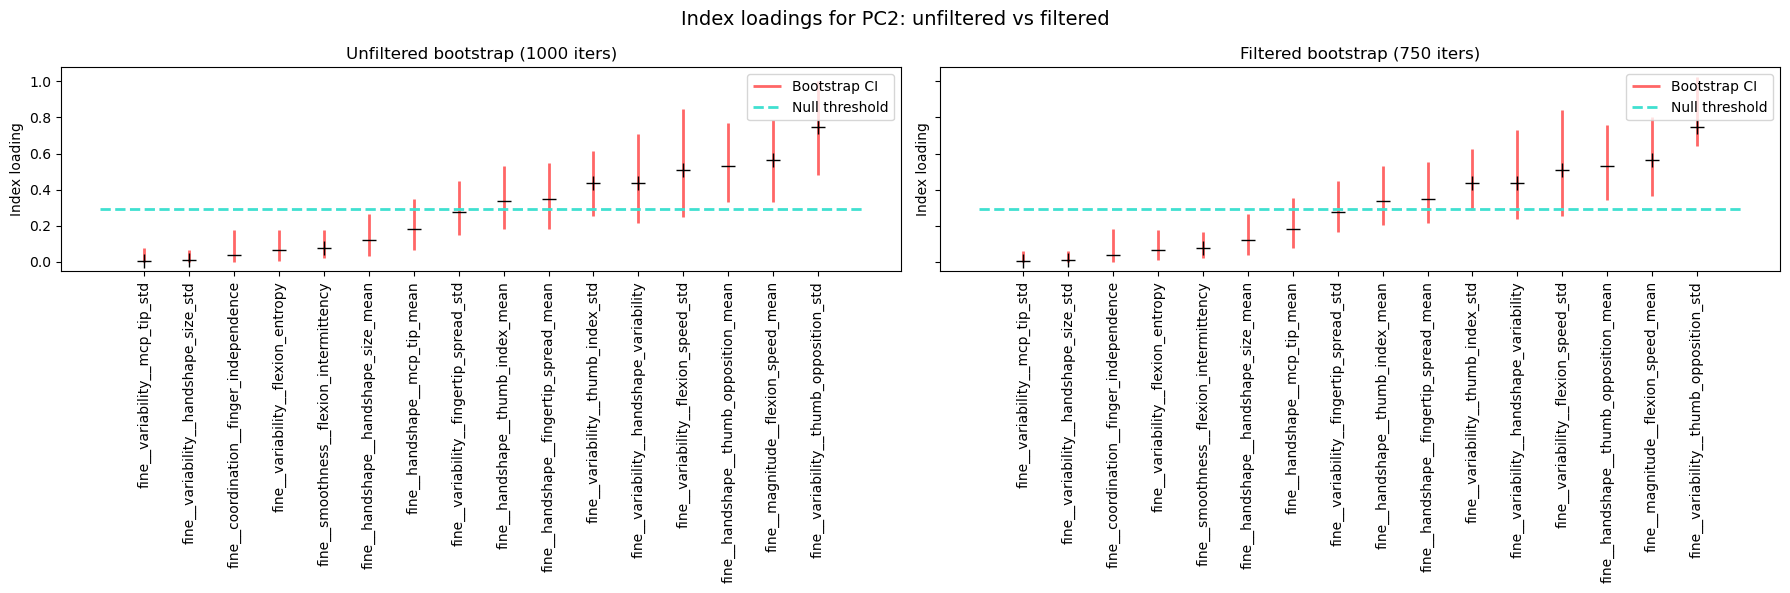 Index loadings for PC2: unfiltered vs filtered
Unfiltered bootstrap (1000 iters)
Index loading
1.0
0.8
0.6
0.4
0.2
0.0
Bootstrap CI
Null threshold
fine__variability__mcp_tip_std
fine__variability__handshape_size_std
fine__coordination__finger_independence
fine__variability__flexion_entropy
fine__smoothness__flexion_intermittency
fine__handshape__handshape_size_mean
fine__handshape__mcp_tip_mean
fine__variability__fingertip_spread_std
fine__handshape__thumb_index_mean
fine__handshape__fingertip_spread_mean
fine__variability__thumb_index_std
fine__variability__handshape_variability
fine__variability__flexion_speed_std
fine__handshape__thumb_opposition_mean
fine__magnitude__flexion_speed_mean
fine__variability__thumb_opposition_std
Filtered bootstrap (750 iters)
Index loading
Bootstrap CI
Null threshold
fine__variability__mcp_tip_std
fine__variability__handshape_size_std
fine__coordination__finger_independence
fine__variability__flexion_entropy
fine__smoothness__flexion_intermittency
fine__handshape__handshape_size_mean
fine__handshape__mcp_tip_mean
fine__variability__fingertip_spread_std
fine__handshape__thumb_index_mean
fine__handshape__fingertip_spread_mean
fine__variability__thumb_index_std
fine__variability__handshape_variability
fine__variability__flexion_speed_std
fine__handshape__thumb_opposition_mean
fine__magnitude__flexion_speed_mean
fine__variability__thumb_opposition_std